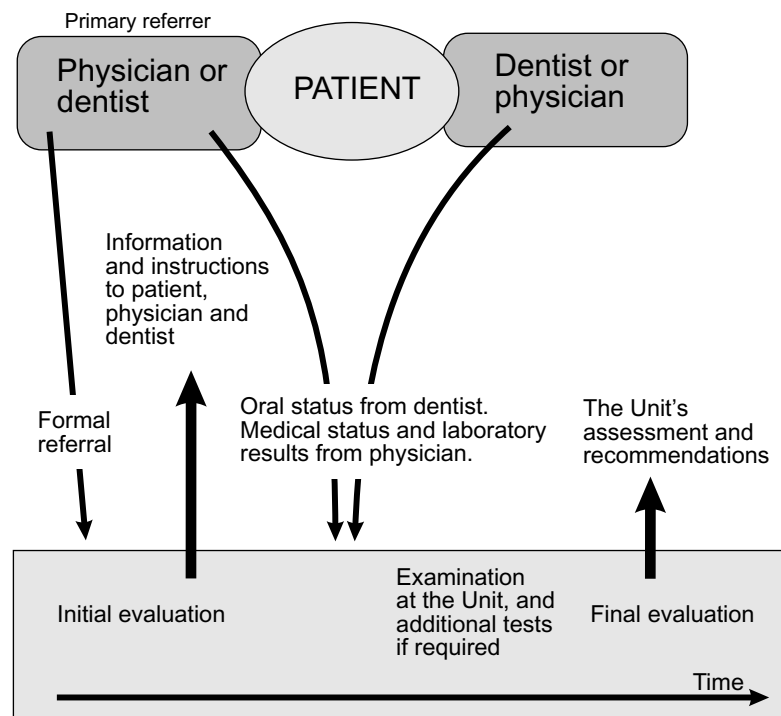 Primary referrer
Physician or
dentist
PATIENT
Dentist or
physician
Information
and instructions
to patient,
physician and
dentist
Formal
referral
Oral status from dentist.
Medical status and laboratory
results from physician.
The Unit's
assessment and
recommendations
Initial evaluation
Examination
at the Unit, and
additional tests
if required
Final evaluation
Time